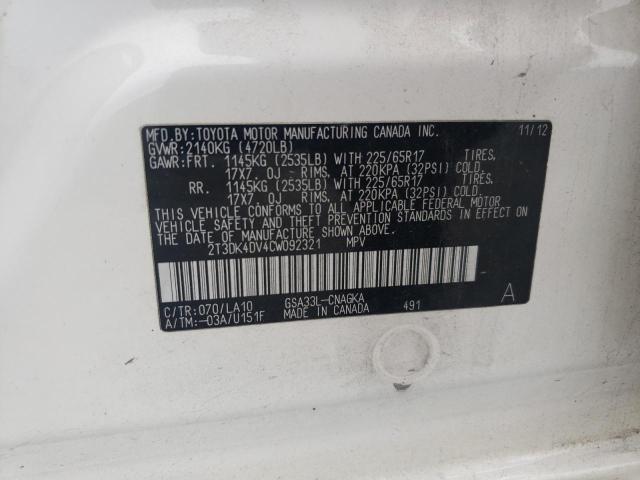 MFD.BY:TOYOTA MOTOR MANUFACTURING CANADA INC. 11/12
GVWR:2140KG (4720LB)
GAWR:FRT. 1145KG (2535LB) WITH 225/65R17 TIRES,
17X7 OJ RIMS, AT 220KPA (32PSI) COLD
RR. 1145KG (2535LB) WITH 225/65R17 TIRES,
17X7 OJ RIMS, AT 220KPA (32PSI) COLD.
THIS VEHICLE CONFORMS TO ALL APPLICABLE FEDERAL MOTOR
VEHICLE SAFETY AND THEFT PREVENTION STANDARDS IN EFFECT ON
THE DATE OF MANUFACTURE SHOWN ABOVE.
2T3DK4DV4CW092321 MPV
C/TR:070/LA10 GSA33L-CNAGKA 491 A
A/TM:-03A/U151F MADE IN CANADA